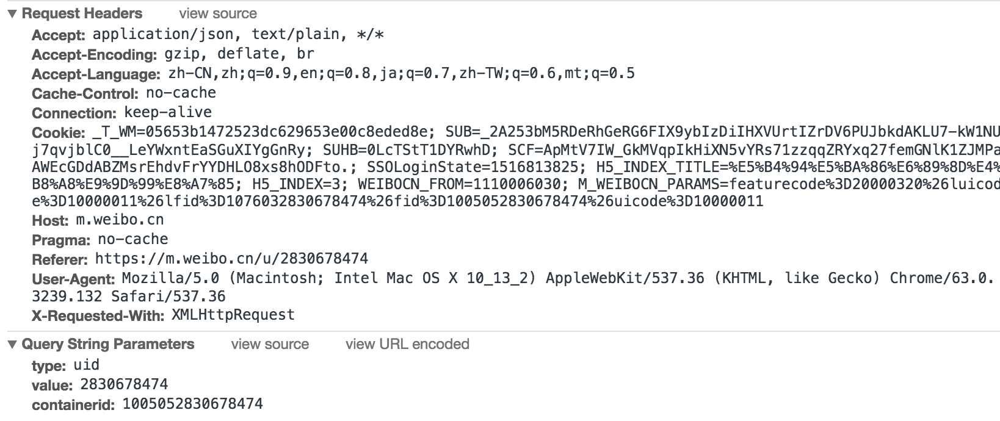 ▼ Request Headers view source
Accept: application/json, text/plain, */*
Accept-Encoding: gzip, deflate, br
Accept-Language: zh-CN,zh;q=0.9,en;q=0.8,ja;q=0.7,zh-TW;q=0.6,mt;q=0.5
Cache-Control: no-cache
Connection: keep-alive
Cookie: _T_WM=05653b1472523dc629653e00c8eded8e; SUB=_2A253bM5RDeRhGeRG6FIX9ybIzDiIHXVUrtIZrDV6PUJbkdAKLU7-kW1NU
j7qvjblC0__LeYWxntEaSGuXIYgGnRy; SUHB=0LcTStT1DYRwhD; SCF=ApMtV7IW_GkMVqpIkHiXN5vYRs71zzqqZRYxq27femGNlK1ZJMPa
AWEcGDdABZMsrEhdvFrYYDHLO8xs8hODFto.; SSOLoginState=1516813825; H5_INDEX_TITLE=%E5%B4%94%E5%BA%86%E6%89%8D%E4%
B8%A8%E9%9D%99%E8%A7%85; H5_INDEX=3; WEIBOCN_FROM=1110006030; M_WEIBOCN_PARAMS=featurecode%3D20000320%26luicod
e%3D10000011%26lfid%3D1076032830678474%26fid%3D1005052830678474%26uicode%3D10000011
Host: m.weibo.cn
Pragma: no-cache
Referer: https://m.weibo.cn/u/2830678474
User-Agent: Mozilla/5.0 (Macintosh; Intel Mac OS X 10_13_2) AppleWebKit/537.36 (KHTML, like Gecko) Chrome/63.0.
3239.132 Safari/537.36
X-Requested-With: XMLHttpRequest
▼ Query String Parameters view source view URL encoded
type: uid
value: 2830678474
containerid: 1005052830678474